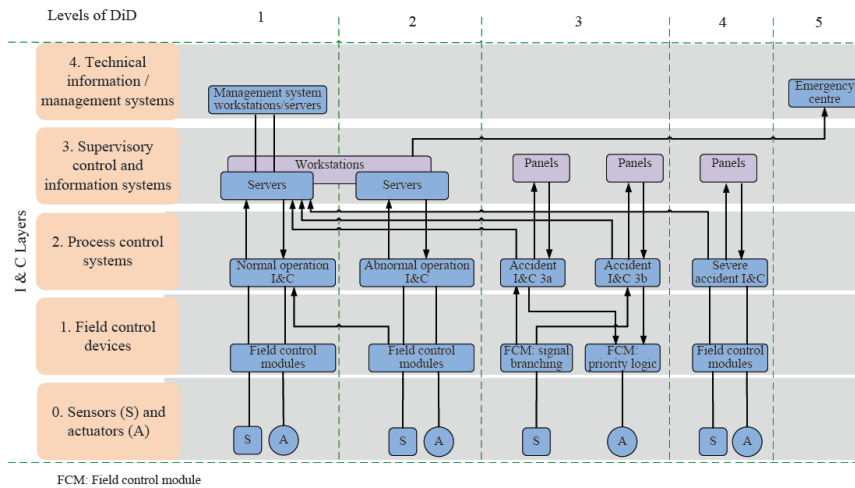 Levels of DiD
1
2
3
4
5
I & C Layers
4. Technical
information /
management systems
Management system
workstations/servers
Emergency
centre
3. Supervisory
control and
information systems
Workstations
Servers
Servers
Panels
Panels
Panels
2. Process control
systems
Normal operation
I&C
Abnormal operation
I&C
Accident
I&C 3a
Accident
I&C 3b
Severe
accident I&C
1. Field control
devices
Field control
modules
Field control
modules
FCM: signal
branching
FCM:
priority logic
Field control
modules
0. Sensors (S) and
actuators (A)
S
A
S
A
S
A
S
A
FCM: Field control module